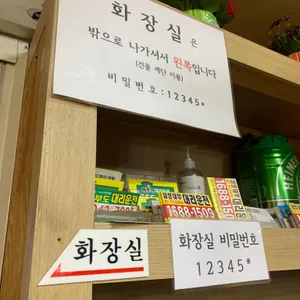 화장실은
밖으로 나가셔서 왼쪽입니다
(건물 계단 이용)
비밀번호 : 12345*
대리운전
1688-1500
화장실
화장실 비밀번호
12345*